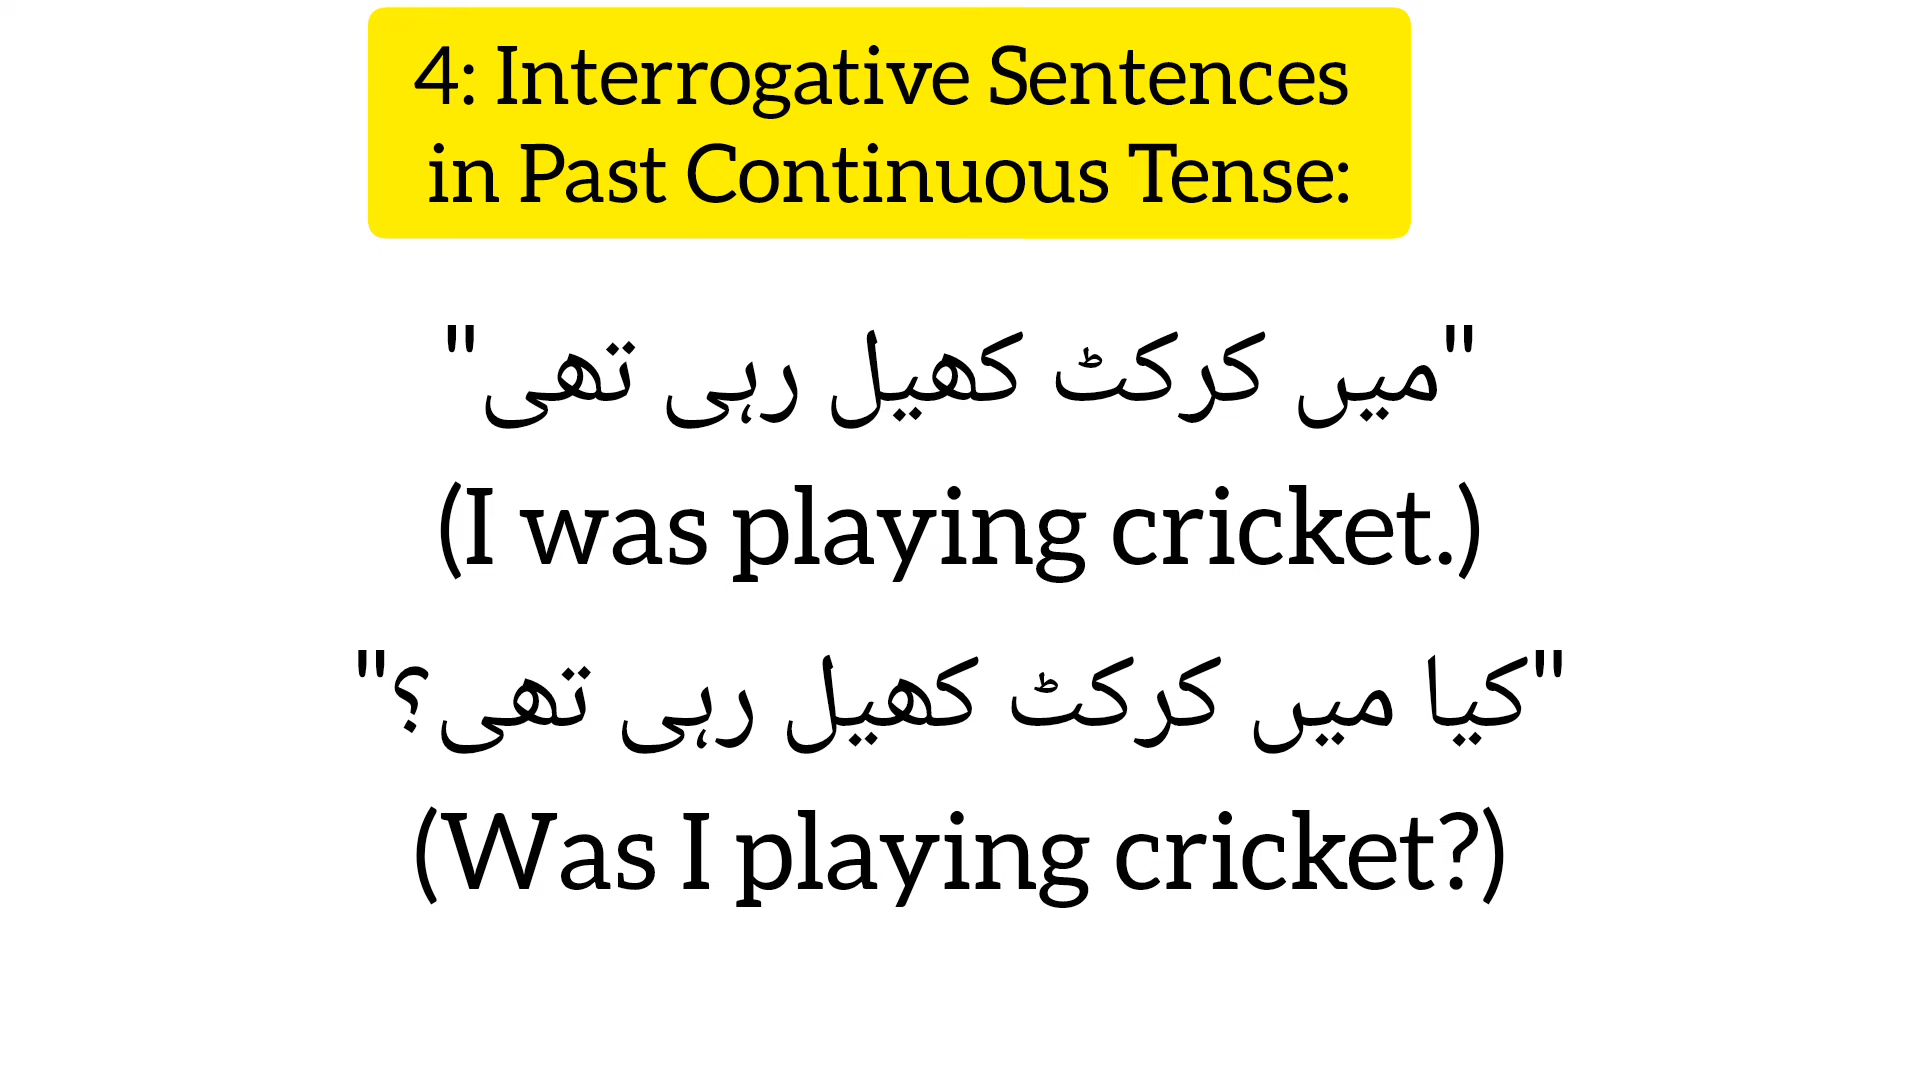 4: Interrogative Sentences
in Past Continuous Tense:
"میں کرکٹ کھیل رہی تھی"
(I was playing cricket.)
"کیا میں کرکٹ کھیل رہی تھی؟"
(Was I playing cricket?)